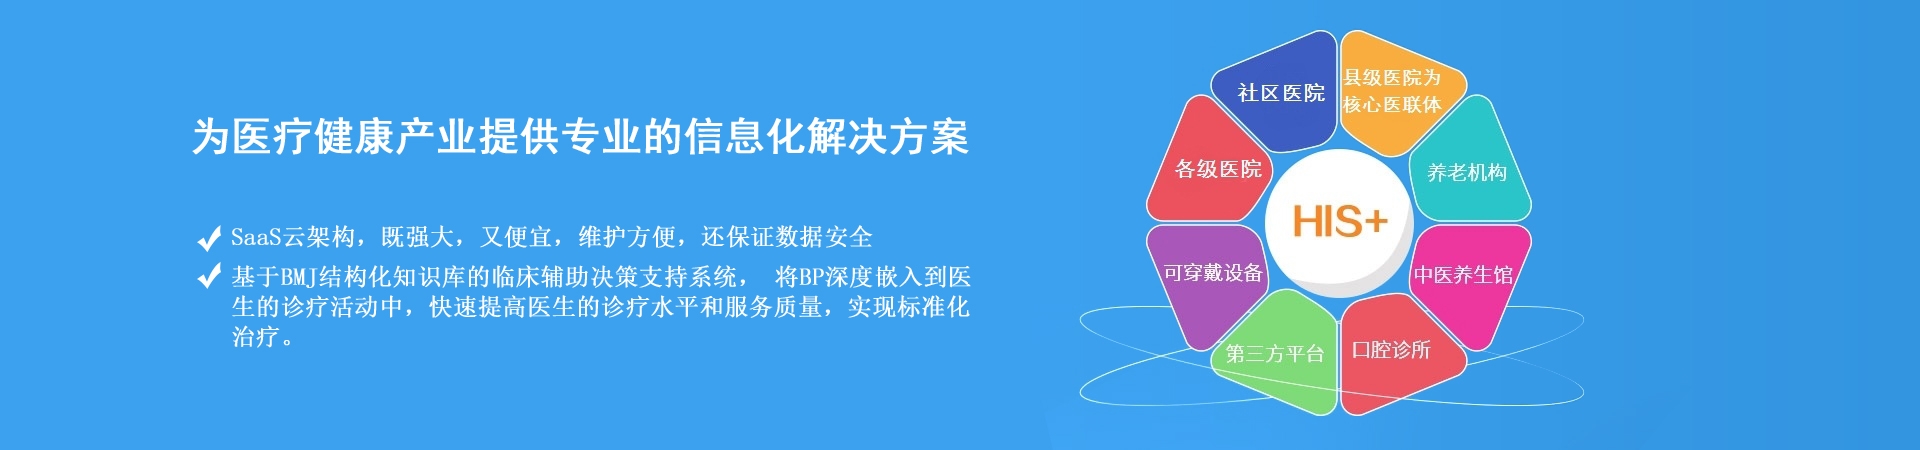 为医疗健康产业提供专业的信息化解决方案
SaaS云架构，既强大，又便宜，维护方便，还保证数据安全
基于BMJ结构化知识库的临床辅助决策支持系统， 将BP深度嵌入到医
生的诊疗活动中，快速提高医生的诊疗水平和服务质量，实现标准化
治疗。
社区医院
县级医院为
核心医联体
各级医院
养老机构
HIS+
可穿戴设备
中医养生馆
第三方平台
口腔诊所